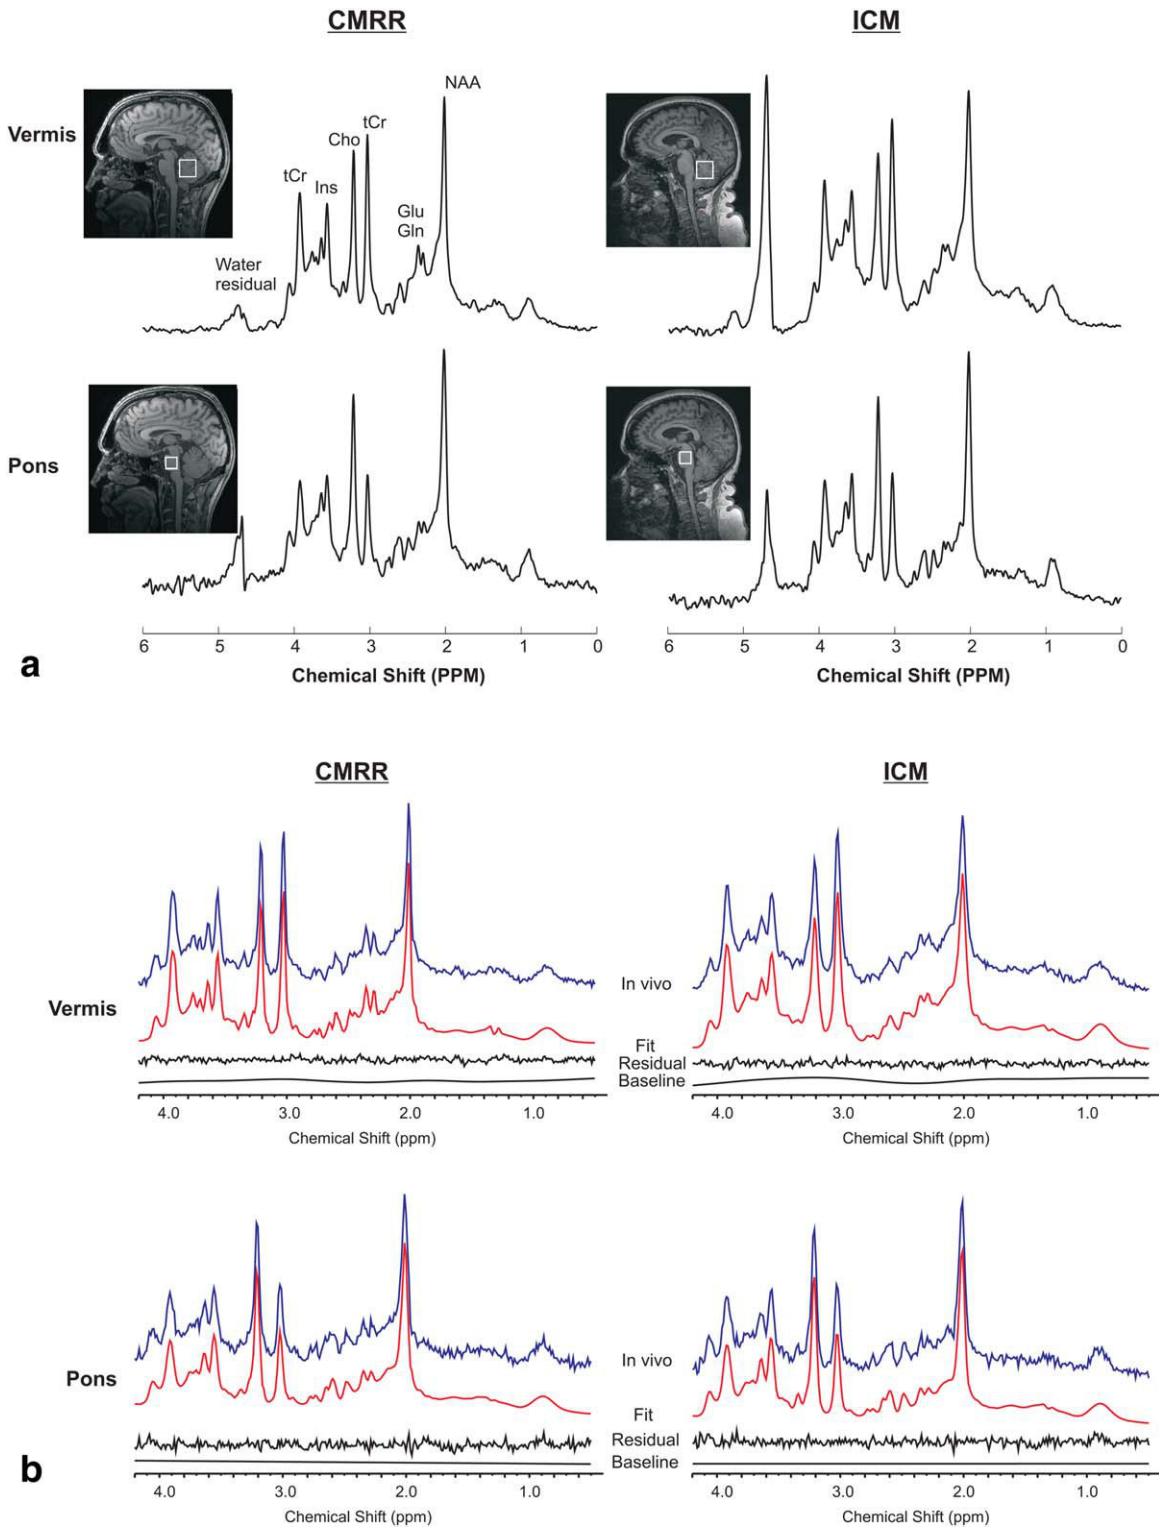 CMRR
ICM
Vermis
NAA
tCr
Cho
tCr
Ins
Glu
Gln
Water
residual
Pons
6 5 4 3 2 1 0
6 5 4 3 2 1 0
Chemical Shift (PPM)
Chemical Shift (PPM)
a
CMRR
ICM
Vermis
In vivo
Fit
Residual
Baseline
4.0 3.0 2.0 1.0
4.0 3.0 2.0 1.0
Chemical Shift (ppm)
Chemical Shift (ppm)
Pons
In vivo
Fit
Residual
Baseline
b
4.0 3.0 2.0 1.0
4.0 3.0 2.0 1.0
Chemical Shift (ppm)
Chemical Shift (ppm)